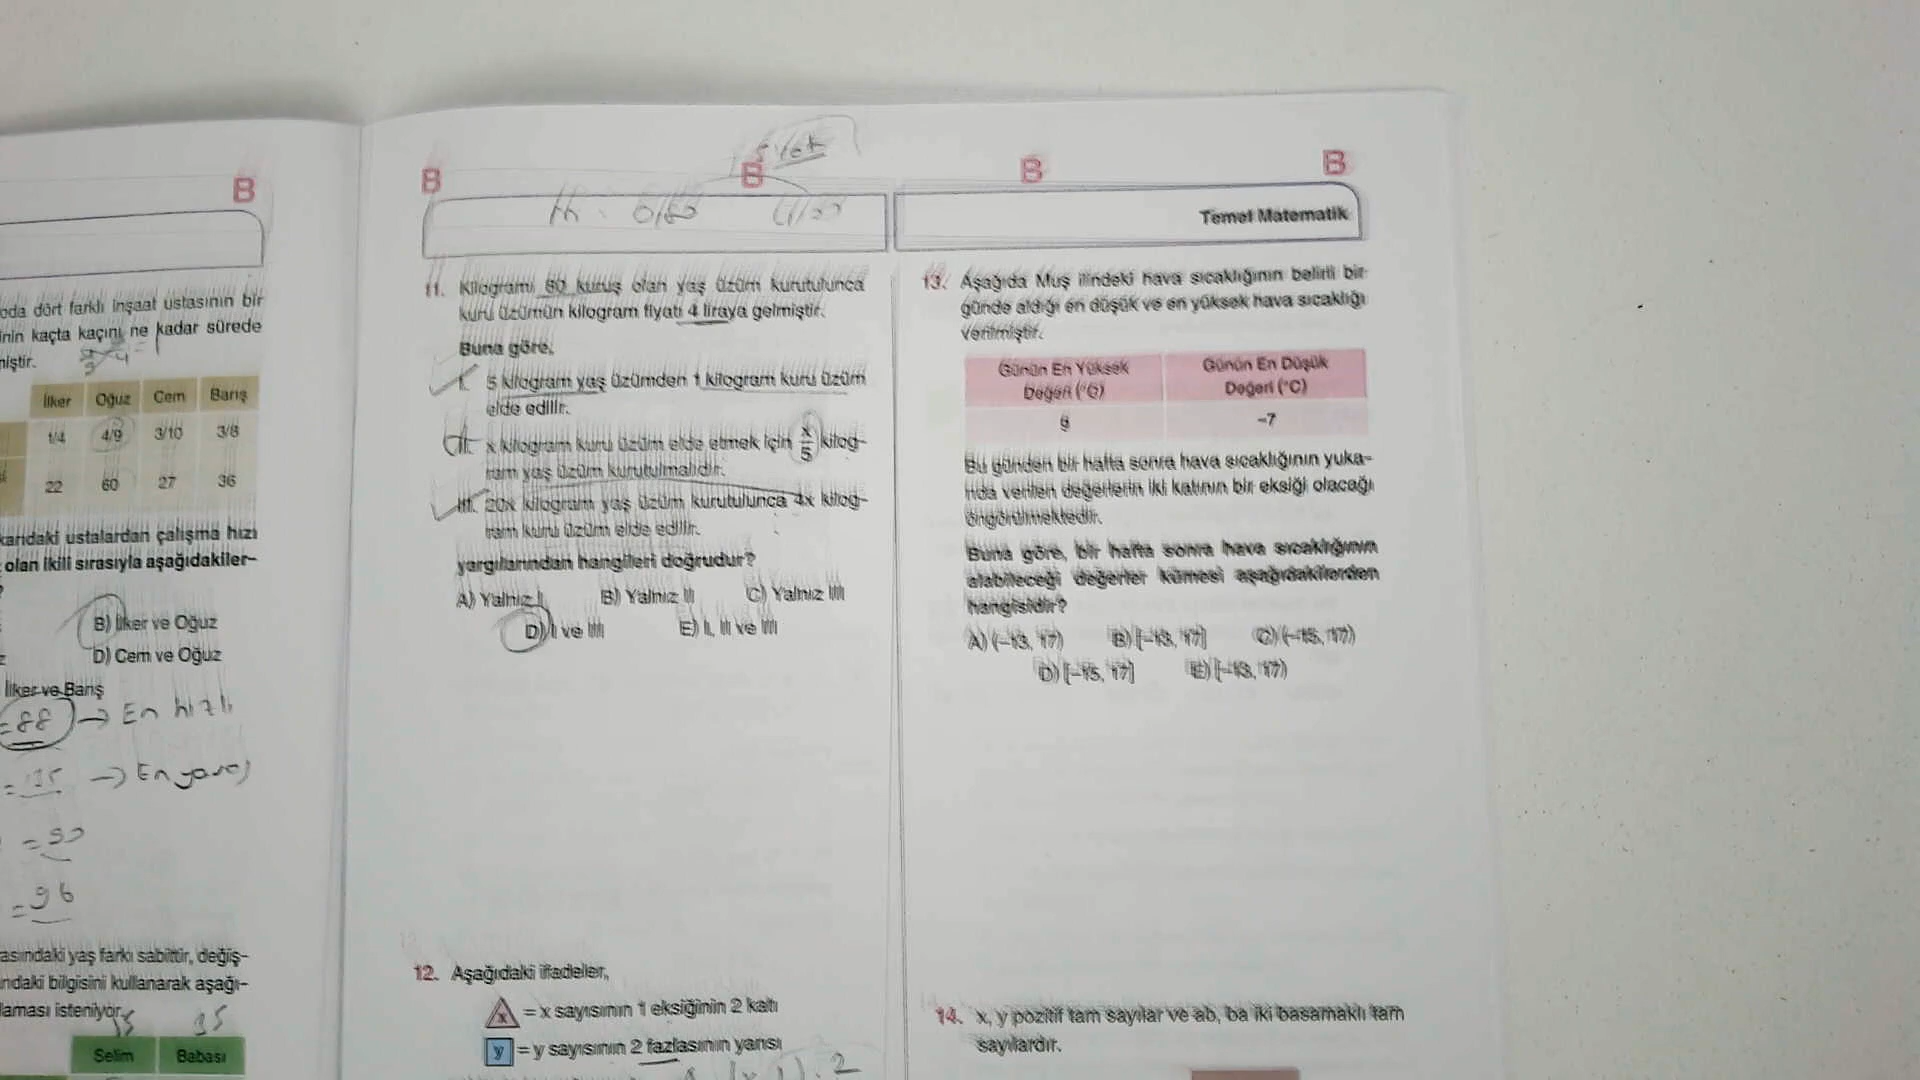 B
oda dört farklı inşaat ustasının bir
inin kaçta kaçını ne kadar sürede
miştir.
İlker Oğuz Cem Barış
1/4 4/9 3/10 3/8
22 60 27 36
karıdaki ustalardan çalışma hızı
olan ikili sırasıyla aşağıdakiler-
B) İlker ve Oğuz
D) Cem ve Oğuz
İlker ve Barış
=88 → En hızlı
→ En yavaş
=96
asındaki yaş farkı sabittir, değiş-
ndaki bilgisini kullanarak aşağı-
laması isteniyor.
Selim Babası
B B
11. Kilogramı 80 kuruş olan yaş üzüm kurutulunca
kuru üzümün kilogram fiyatı 4 liraya gelmiştir.
Buna göre,
I. 5 kilogram yaş üzümden 1 kilogram kuru üzüm
elde edilir.
II. x kilogram kuru üzüm elde etmek için x/5 kilog-
ram yaş üzüm kurutulmalıdır.
III. 20x kilogram yaş üzüm kurutulunca 4x kilog-
ram kuru üzüm elde edilir.
yargılarından hangileri doğrudur?
A) Yalnız I B) Yalnız II C) Yalnız III
D) I ve III E) I, II ve III
12. Aşağıdaki ifadeler,
x = x sayısının 1 eksiğinin 2 katı
y = y sayısının 2 fazlasının yarısı
B B
Temel Matematik
13. Aşağıda Muş ilindeki hava sıcaklığının belirli bir
günde aldığı en düşük ve en yüksek hava sıcaklığı
verilmiştir.
Günün En Yüksek Değeri (°C) Günün En Düşük Değeri (°C)
9 -7
Bu günden bir hafta sonra hava sıcaklığının yuka-
rıda verilen değerlerin iki katının bir eksiği olacağı
öngörülmektedir.
Buna göre, bir hafta sonra hava sıcaklığının
alabileceği değerler kümesi aşağıdakilerden
hangisidir?
A) (-13, 17) B) [-13, 17] C) (-15, 17)
D) [-15, 17] E) [-13, 17)
14. x, y pozitif tam sayılar ve ab, ba iki basamaklı tam
sayılardır.